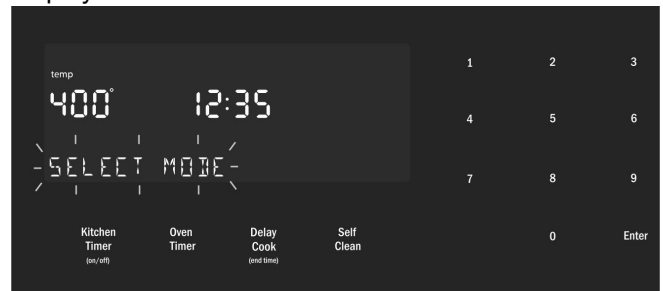 temp
400° 12:35
SELECT MODE
1 2 3
4 5 6
7 8 9
0 Enter
Kitchen Timer (on/off)
Oven Timer
Delay Cook (end time)
Self Clean